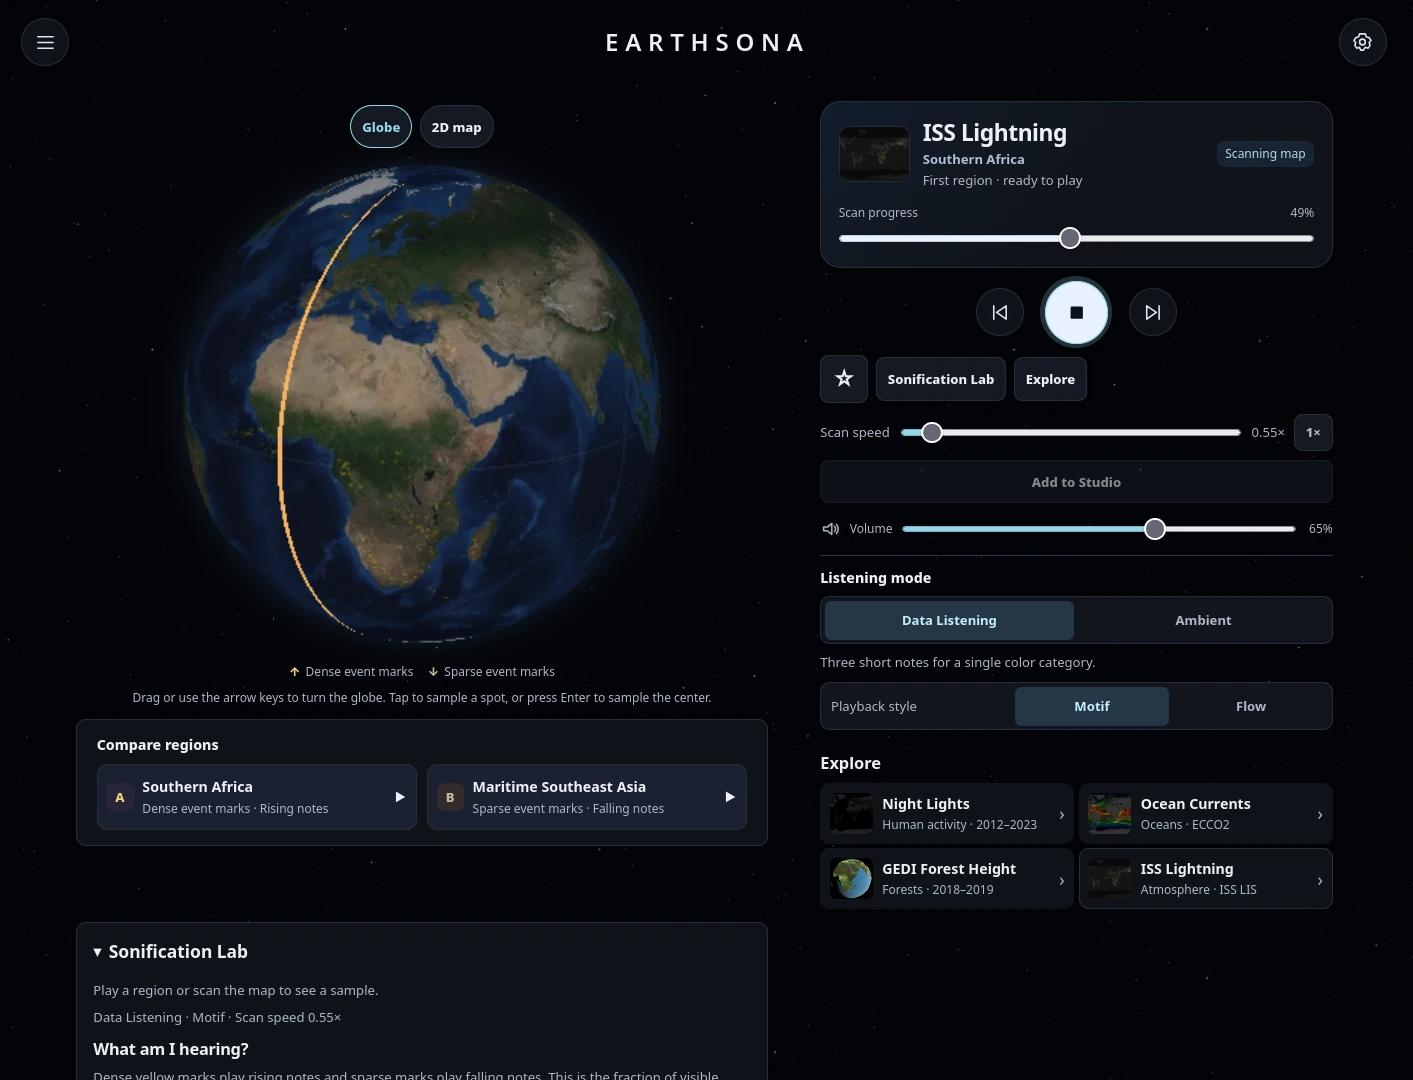 EARTHSONA
Globe
2D map
↑ Dense event marks ↓ Sparse event marks
Drag or use the arrow keys to turn the globe. Tap to sample a spot, or press Enter to sample the center.
Compare regions
A
Southern Africa
Dense event marks · Rising notes
B
Maritime Southeast Asia
Sparse event marks · Falling notes
Sonification Lab
Play a region or scan the map to see a sample.
Data Listening · Motif · Scan speed 0.55×
What am I hearing?
Dense yellow marks play rising notes and sparse marks play falling notes. This is the fraction of visible
ISS Lightning
Southern Africa
First region · ready to play
Scanning map
Scan progress 49%
Sonification Lab
Explore
Scan speed 0.55× 1×
Add to Studio
Volume 65%
Listening mode
Data Listening
Ambient
Three short notes for a single color category.
Playback style
Motif
Flow
Explore
Night Lights
Human activity · 2012–2023
Ocean Currents
Oceans · ECCO2
GEDI Forest Height
Forests · 2018–2019
ISS Lightning
Atmosphere · ISS LIS